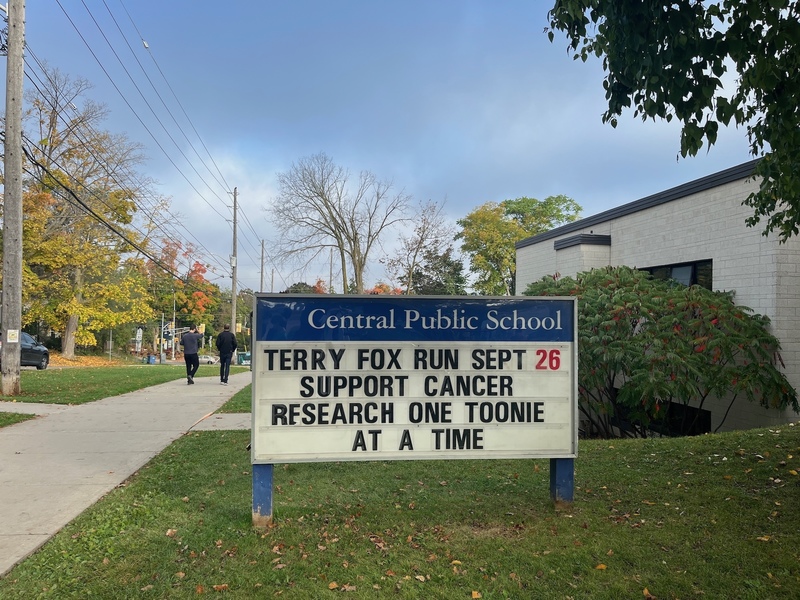 Central Public School
TERRY FOX RUN SEPT 26
SUPPORT CANCER
RESEARCH ONE TOONIE
AT A TIME